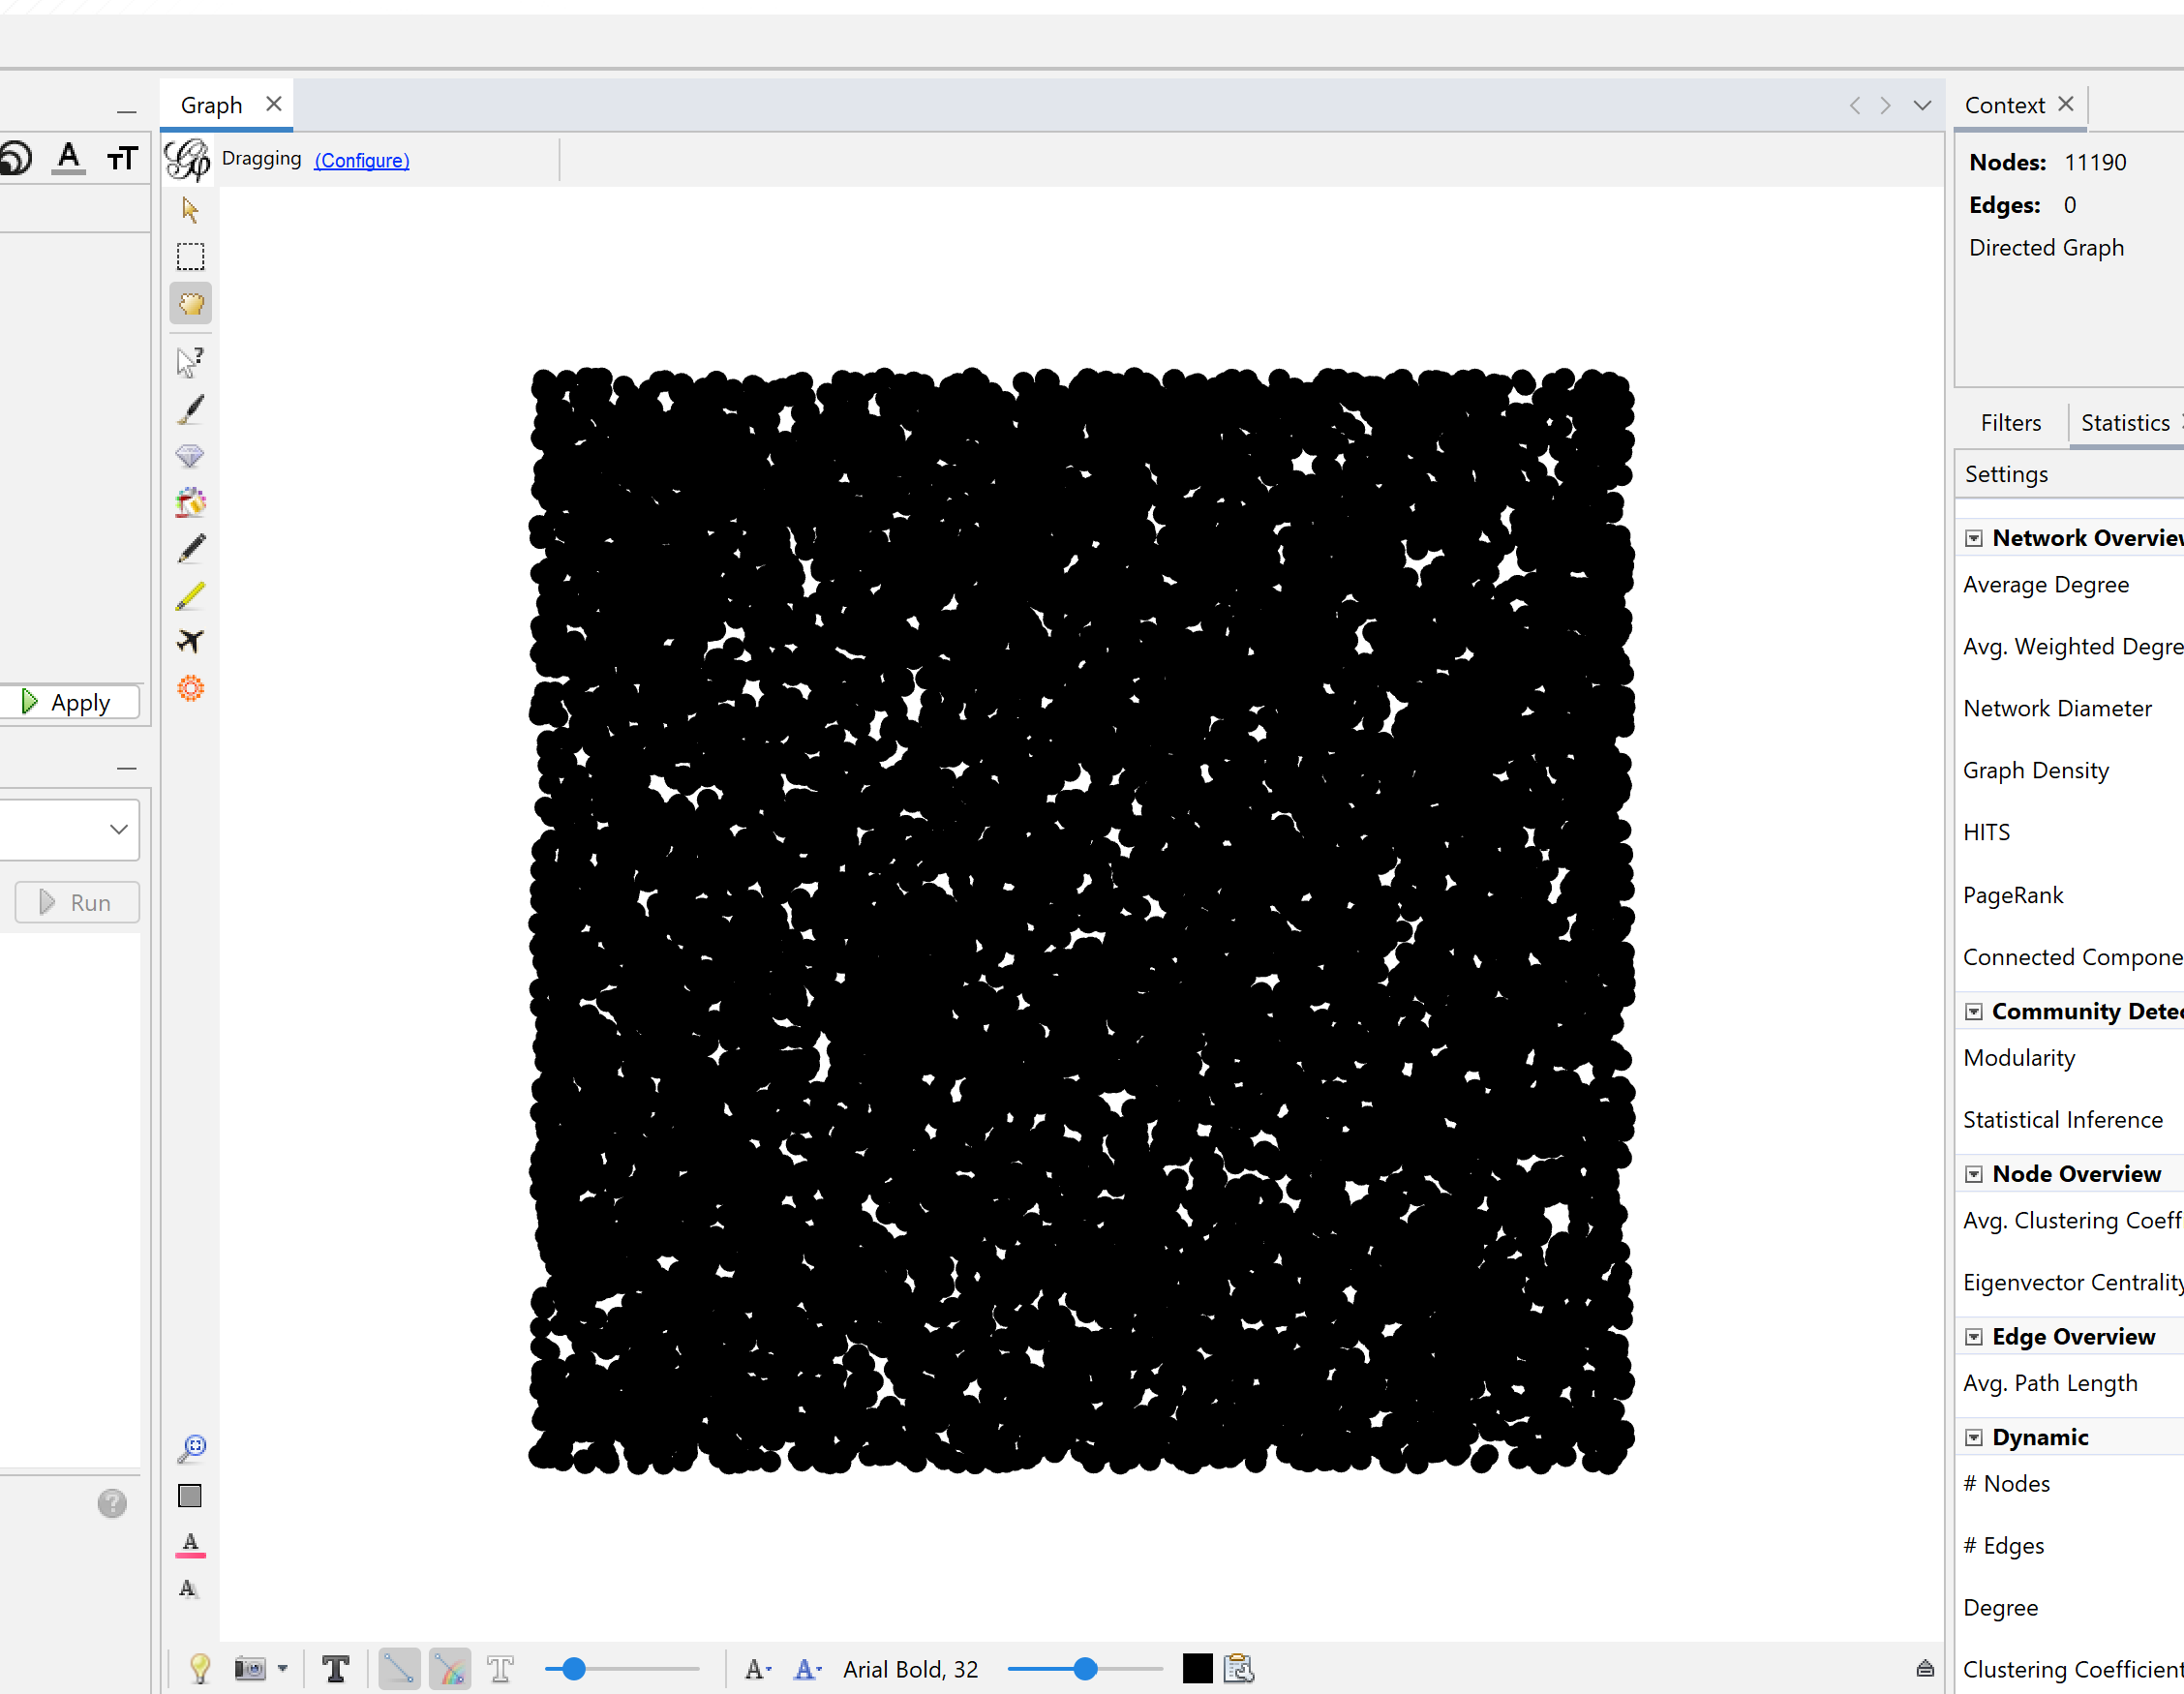 Graph
Context
Dragging (Configure)
Nodes: 11190
Edges: 0
Directed Graph
Filters
Statistics
Settings
Network Overview
Average Degree
Avg. Weighted Degre
Network Diameter
Graph Density
HITS
PageRank
Connected Compone
Community Detec
Modularity
Statistical Inference
Node Overview
Avg. Clustering Coeff
Eigenvector Centrality
Edge Overview
Avg. Path Length
Dynamic
# Nodes
# Edges
Degree
Clustering Coefficient
Apply
Run
Arial Bold, 32